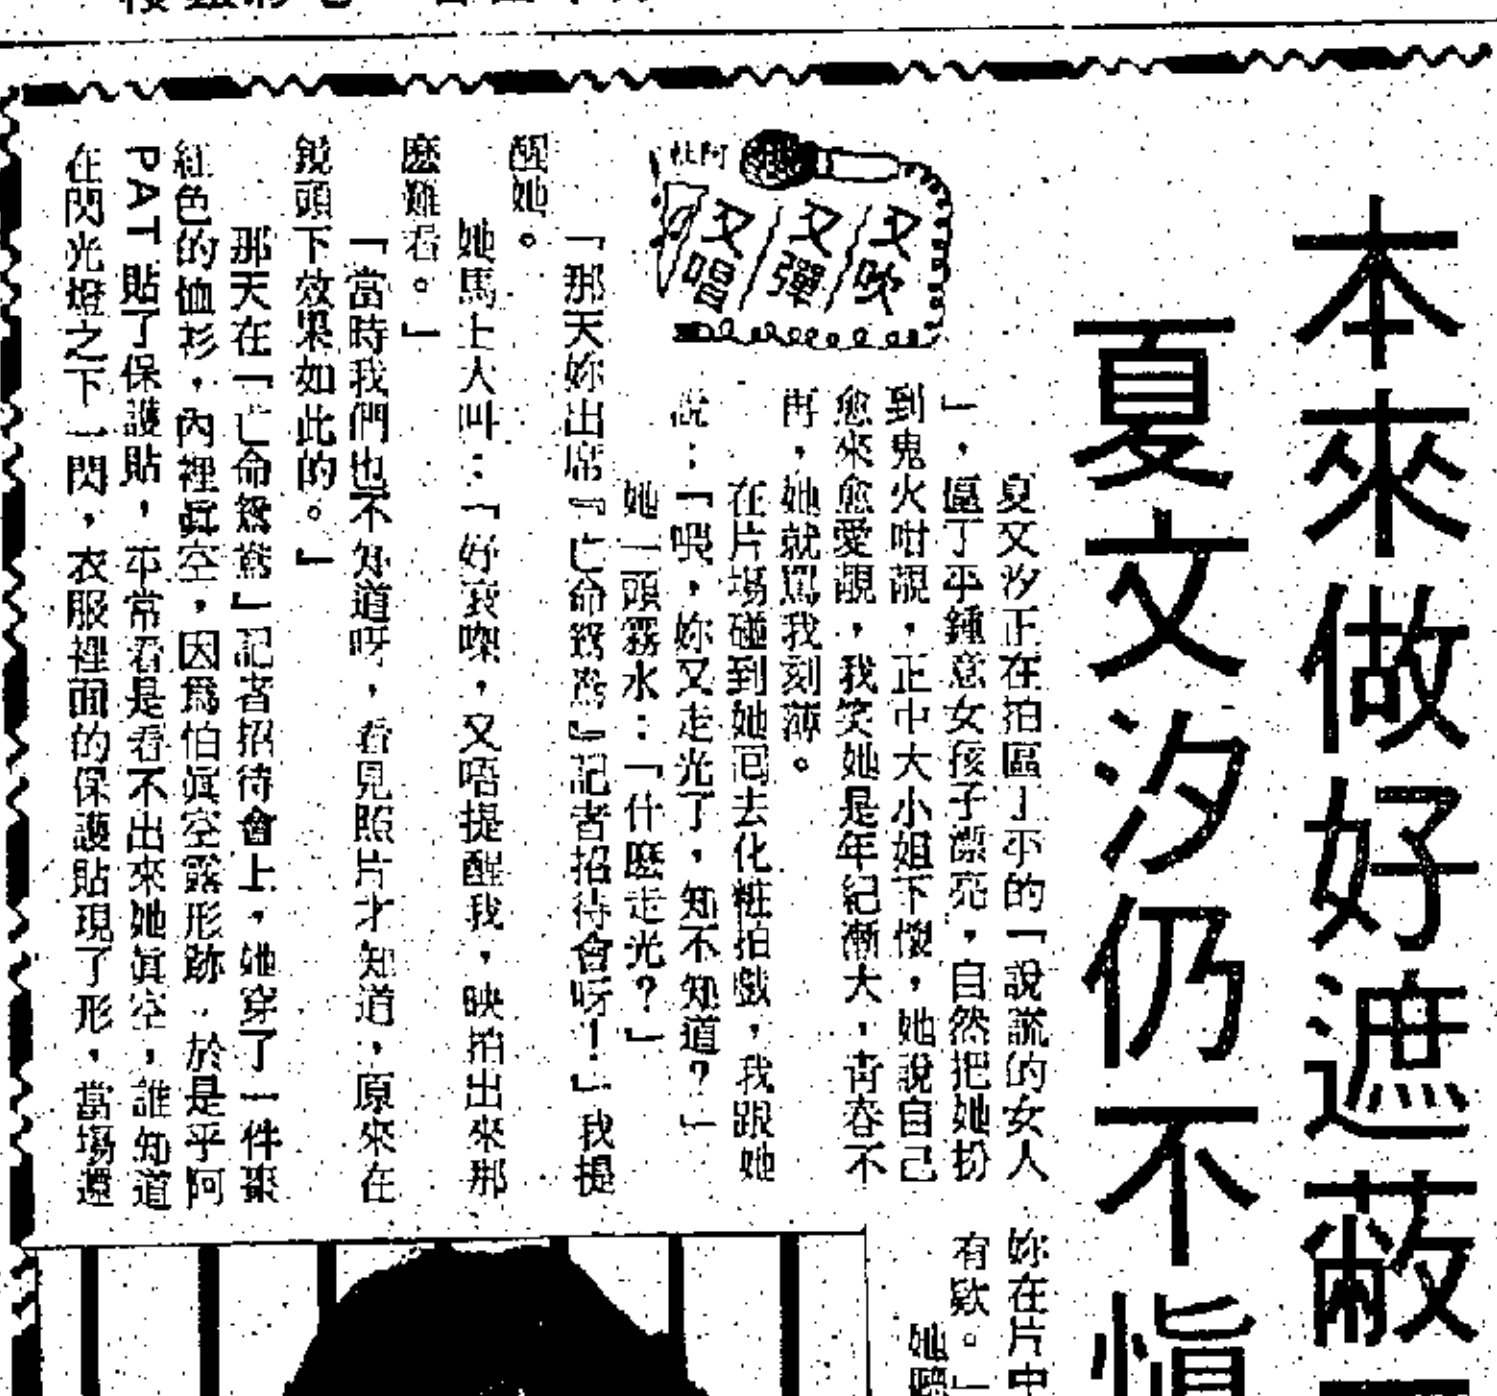 本來做好遮蔽
夏文汐仍不慎
又吹
又彈
又唱
夏文汐正在拍區丁平的「說謊的女人
」，區丁平鍾意女孩子漂亮，自然把她扮
到鬼火咁靚，正中大小姐下懷，她說自己
愈來愈愛靚，我笑她是年紀漸大，青春不
再，她就罵我刻薄。
在片場碰到她回去化粧拍戲，我跟她
說：「喂，妳又走光了，知不知道？」
她一頭霧水：「什麽走光？」
「那天妳出席『亡命鴛鴦』記者招待會呀！」我提
醒她。
她馬上大叫：「好衰㗎，又唔提醒我，映拍出來那
麽難看。」
「當時我們也不知道呀，看見照片才知道，原來在
鏡頭下效果如此的。」
那天在「亡命鴛鴦」記者招待會上，她穿了一件棗
紅色的恤衫，內裡眞空，因爲怕眞空露形跡，於是乎阿
PAT貼了保護貼，平常看是看不出來她眞空，誰知道
在閃光燈之下一閃，衣服裡面的保護貼現了形，當場還
妳在片中
有歎。」
她聽